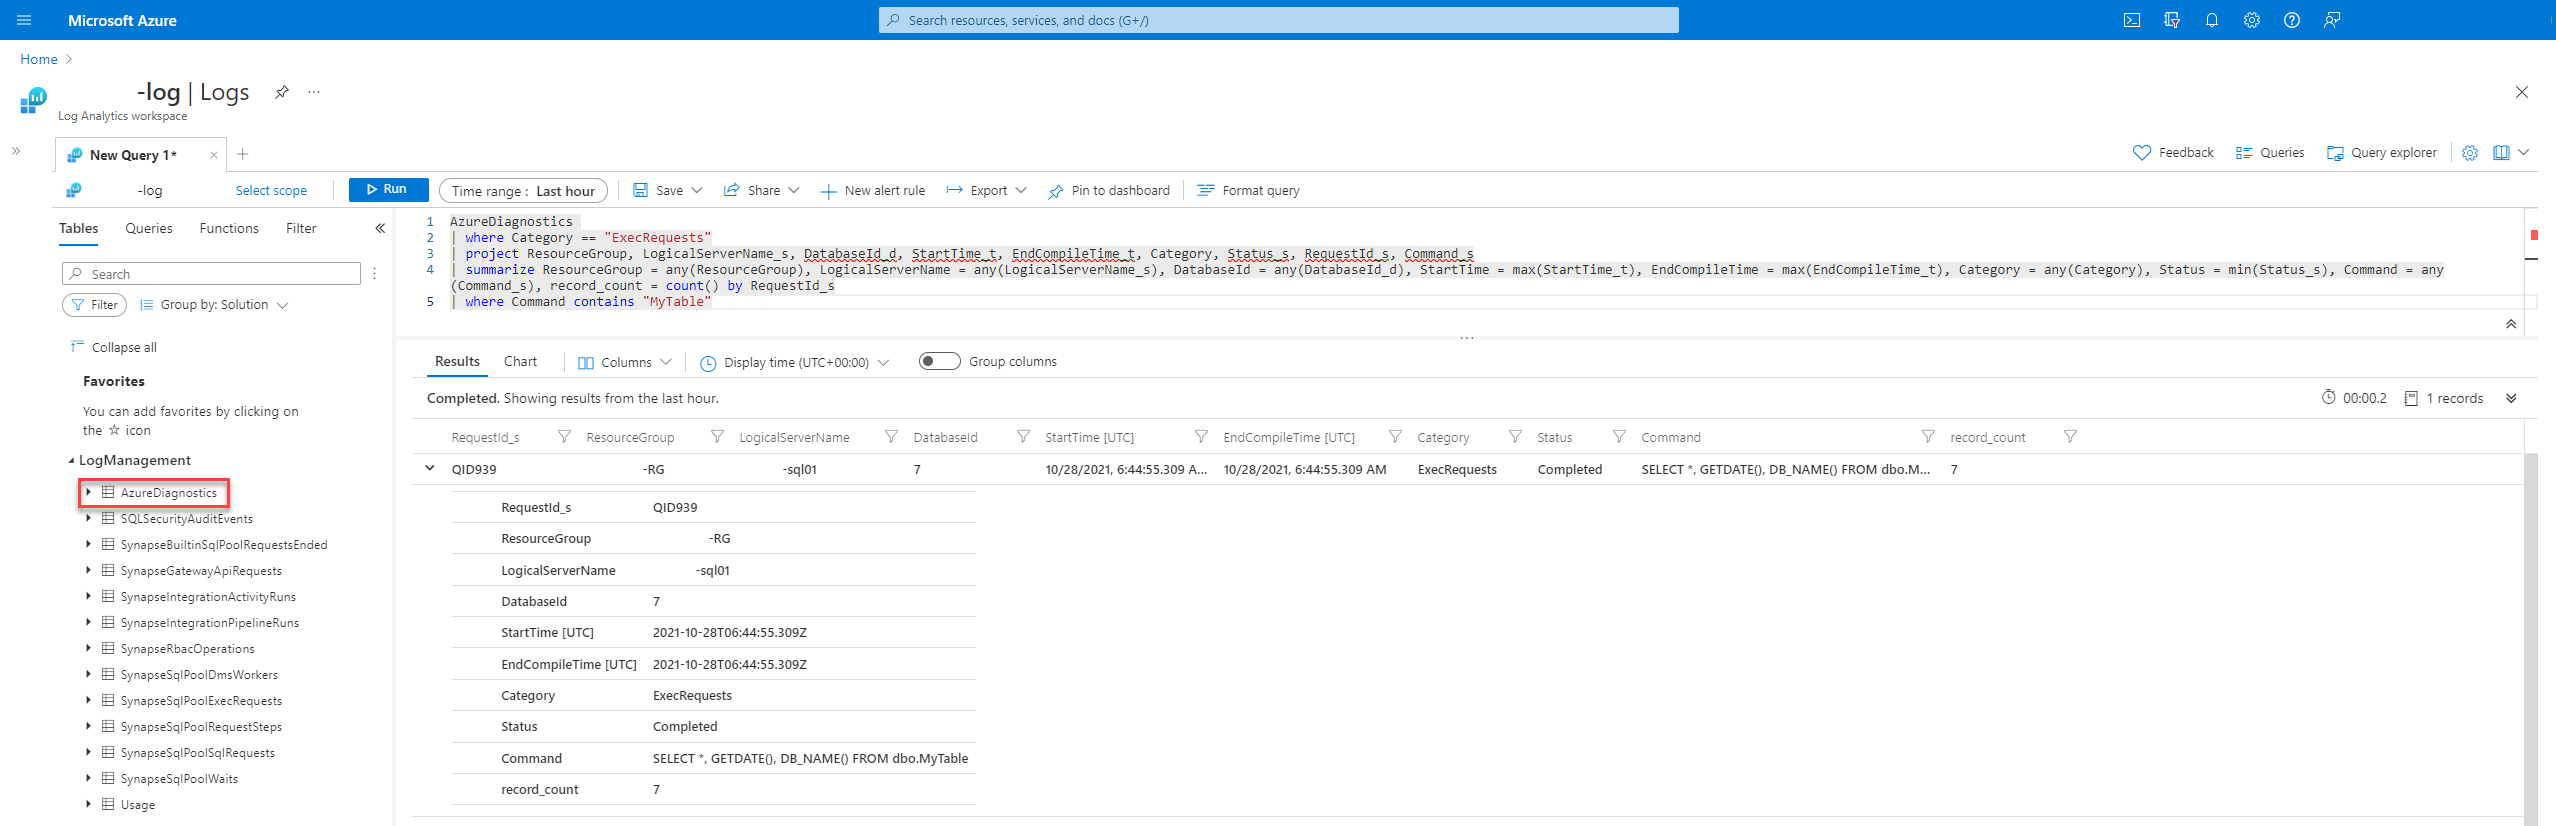 Microsoft Azure
Search resources, services, and docs (G+/)
Home
-log | Logs
Log Analytics workspace
New Query 1*
Feedback
Queries
Query explorer
-log
Select scope
Run
Time range : Last hour
Save
Share
New alert rule
Export
Pin to dashboard
Format query
Tables Queries Functions Filter
Search
Filter
Group by: Solution
Collapse all
Favorites
You can add favorites by clicking on
the ☆ icon
LogManagement
AzureDiagnostics
SQLSecurityAuditEvents
SynapseBuiltinSqlPoolRequestsEnded
SynapseGatewayApiRequests
SynapseIntegrationActivityRuns
SynapseIntegrationPipelineRuns
SynapseRbacOperations
SynapseSqlPoolDmsWorkers
SynapseSqlPoolExecRequests
SynapseSqlPoolRequestSteps
SynapseSqlPoolSqlRequests
SynapseSqlPoolWaits
Usage
1 AzureDiagnostics
2 | where Category == "ExecRequests"
3 | project ResourceGroup, LogicalServerName_s, DatabaseId_d, StartTime_t, EndCompileTime_t, Category, Status_s, RequestId_s, Command_s
4 | summarize ResourceGroup = any(ResourceGroup), LogicalServerName = any(LogicalServerName_s), DatabaseId = any(DatabaseId_d), StartTime = max(StartTime_t), EndCompileTime = max(EndCompileTime_t), Category = any(Category), Status = min(Status_s), Command = any
(Command_s), record_count = count() by RequestId_s
5 | where Command contains "MyTable"
Results Chart
Columns
Display time (UTC+00:00)
Group columns
Completed. Showing results from the last hour.
00:00.2
1 records
RequestId_s ResourceGroup LogicalServerName DatabaseId StartTime [UTC] EndCompileTime [UTC] Category Status Command record_count
QID939 -RG -sql01 7 10/28/2021, 6:44:55.309 A... 10/28/2021, 6:44:55.309 AM ExecRequests Completed SELECT *, GETDATE(), DB_NAME() FROM dbo.M... 7
RequestId_s QID939
ResourceGroup -RG
LogicalServerName -sql01
DatabaseId 7
StartTime [UTC] 2021-10-28T06:44:55.309Z
EndCompileTime [UTC] 2021-10-28T06:44:55.309Z
Category ExecRequests
Status Completed
Command SELECT *, GETDATE(), DB_NAME() FROM dbo.MyTable
record_count 7